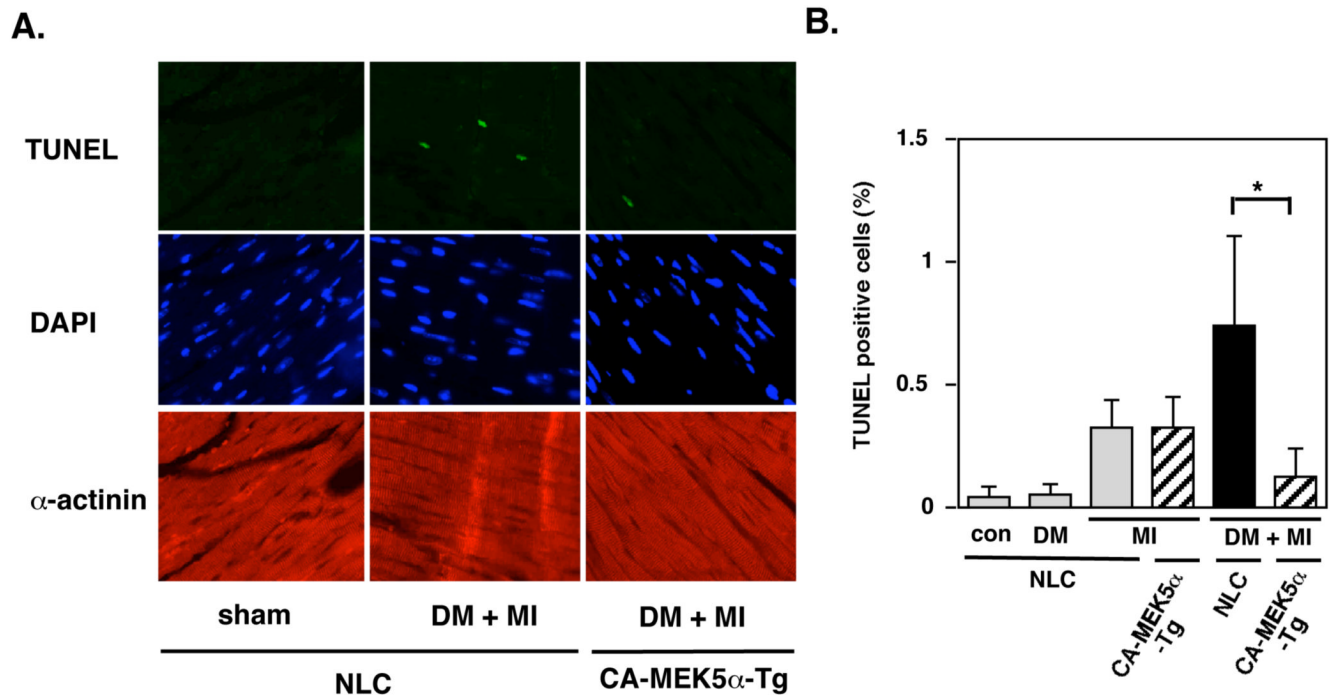 A.
TUNEL
DAPI
α-actinin
sham
DM + MI
DM + MI
NLC
CA-MEK5α-Tg
B.
TUNEL positive cells (%)
1.5
1
0.5
0
*
con
DM
MI
DM + MI
NLC
CA-MEK5α
-Tg
NLC
CA-MEK5α
-Tg